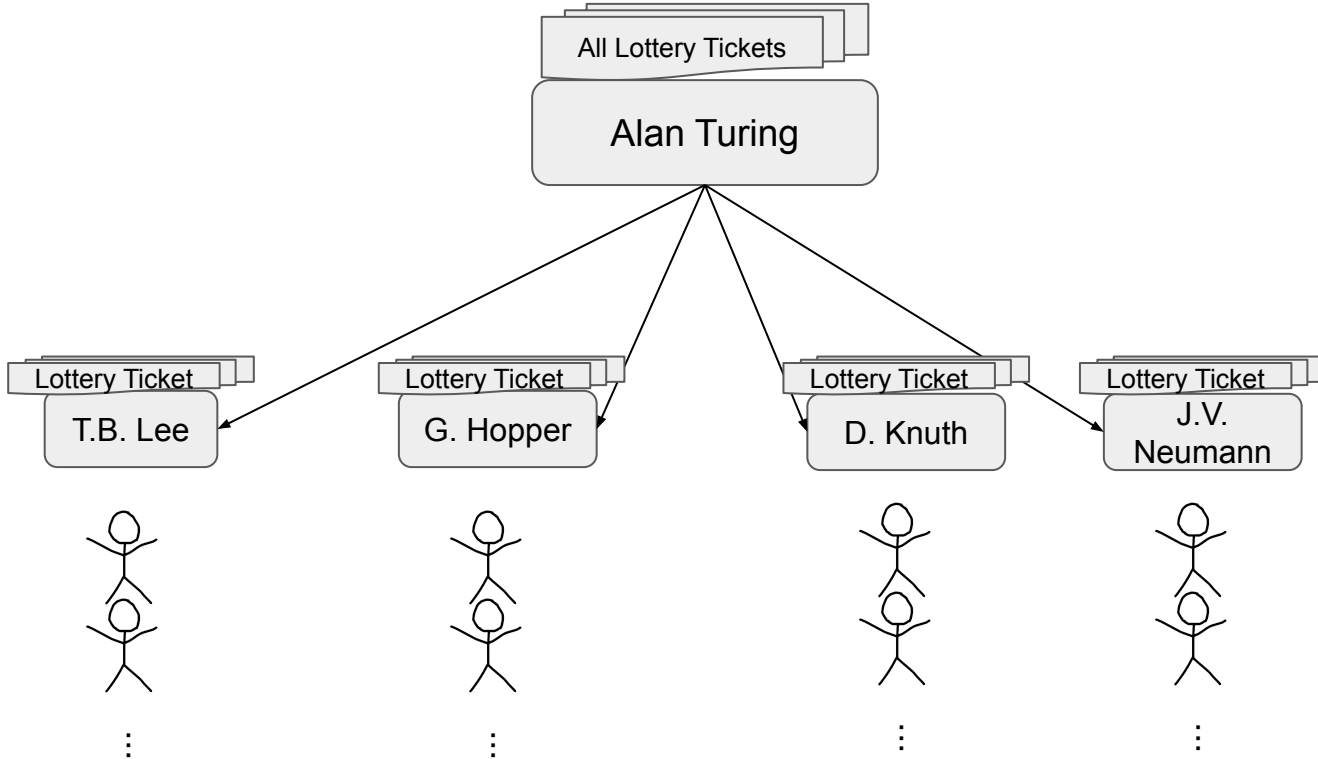 All Lottery Tickets
Alan Turing
Lottery Ticket
T.B. Lee
Lottery Ticket
G. Hopper
Lottery Ticket
D. Knuth
Lottery Ticket
J.V.
Neumann
...
...
...
...